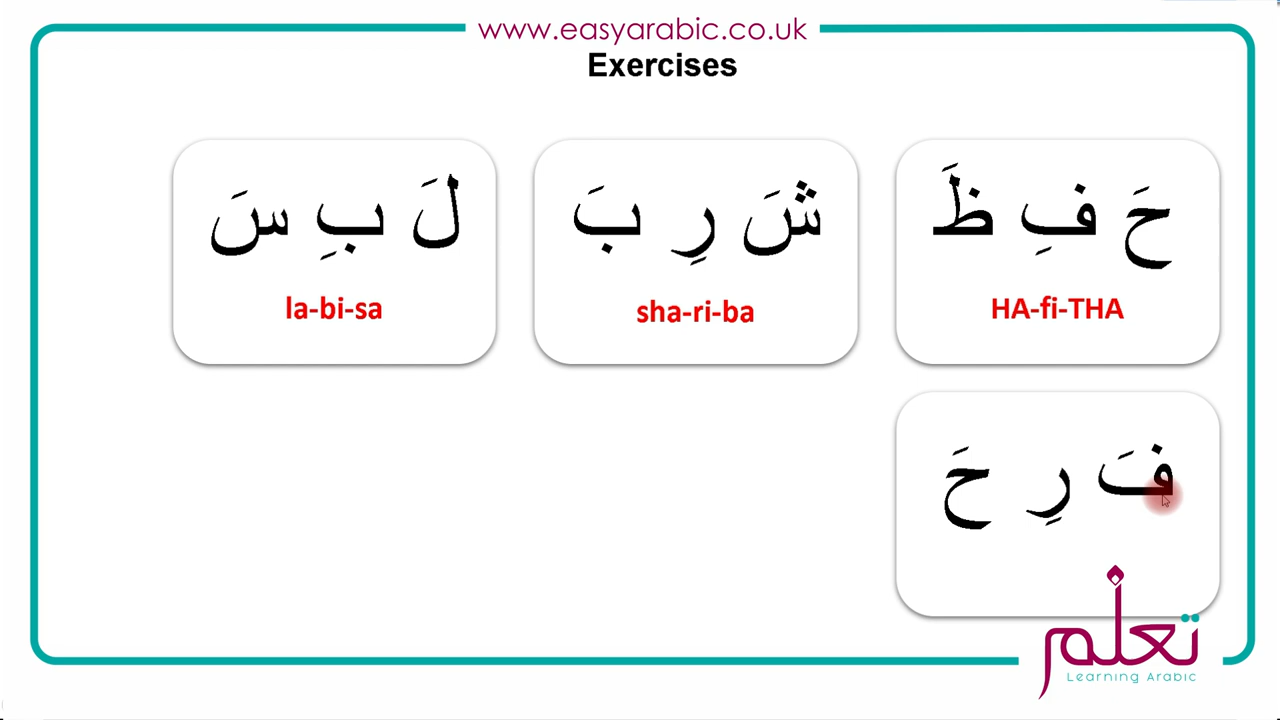 www.easyarabic.co.uk
Exercises
حَ فِ ظَ
HA-fi-THA
شَ رِ بَ
sha-ri-ba
لَ بِ سَ
la-bi-sa
فَ رِ حَ
تعلم
Learning Arabic